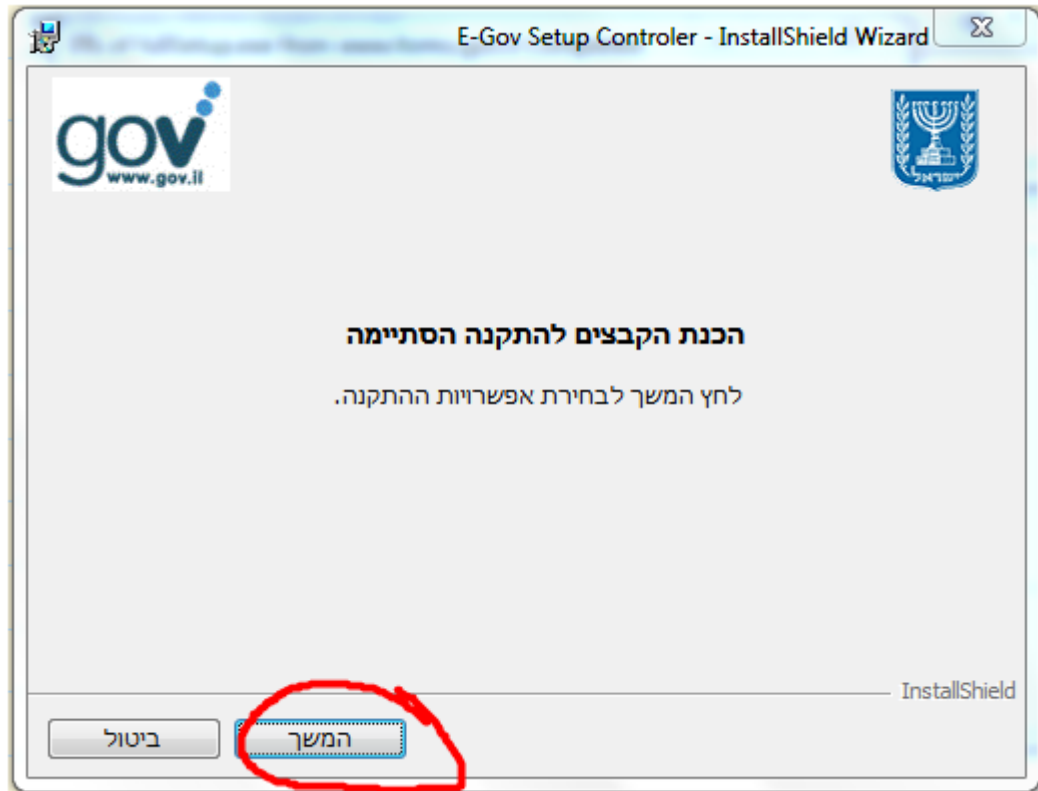 E-Gov Setup Controler - InstallShield Wizard
gov
www.gov.il
ישראל
הכנת הקבצים להתקנה הסתיימה
לחץ המשך לבחירת אפשרויות ההתקנה.
InstallShield
המשך
ביטול